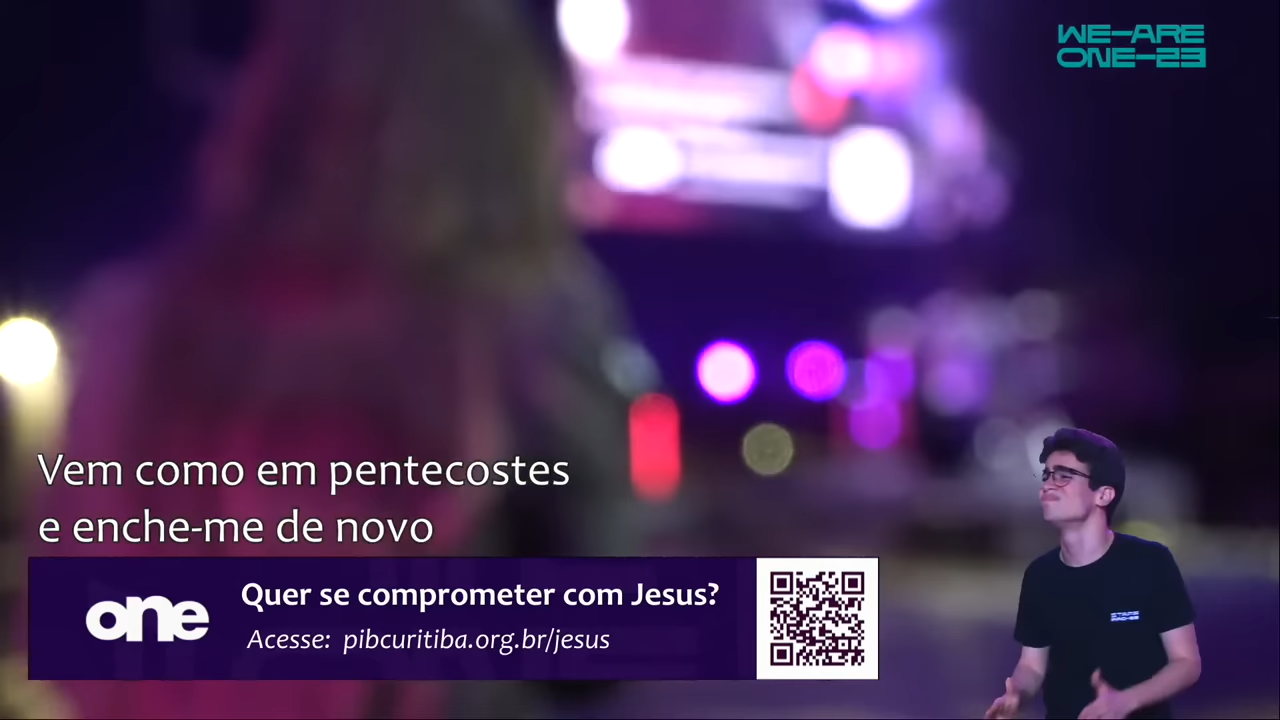 WE-ARE
ONE-23
Vem como em pentecostes
e enche-me de novo
one
Quer se comprometer com Jesus?
Acesse: pibcuritiba.org.br/jesus